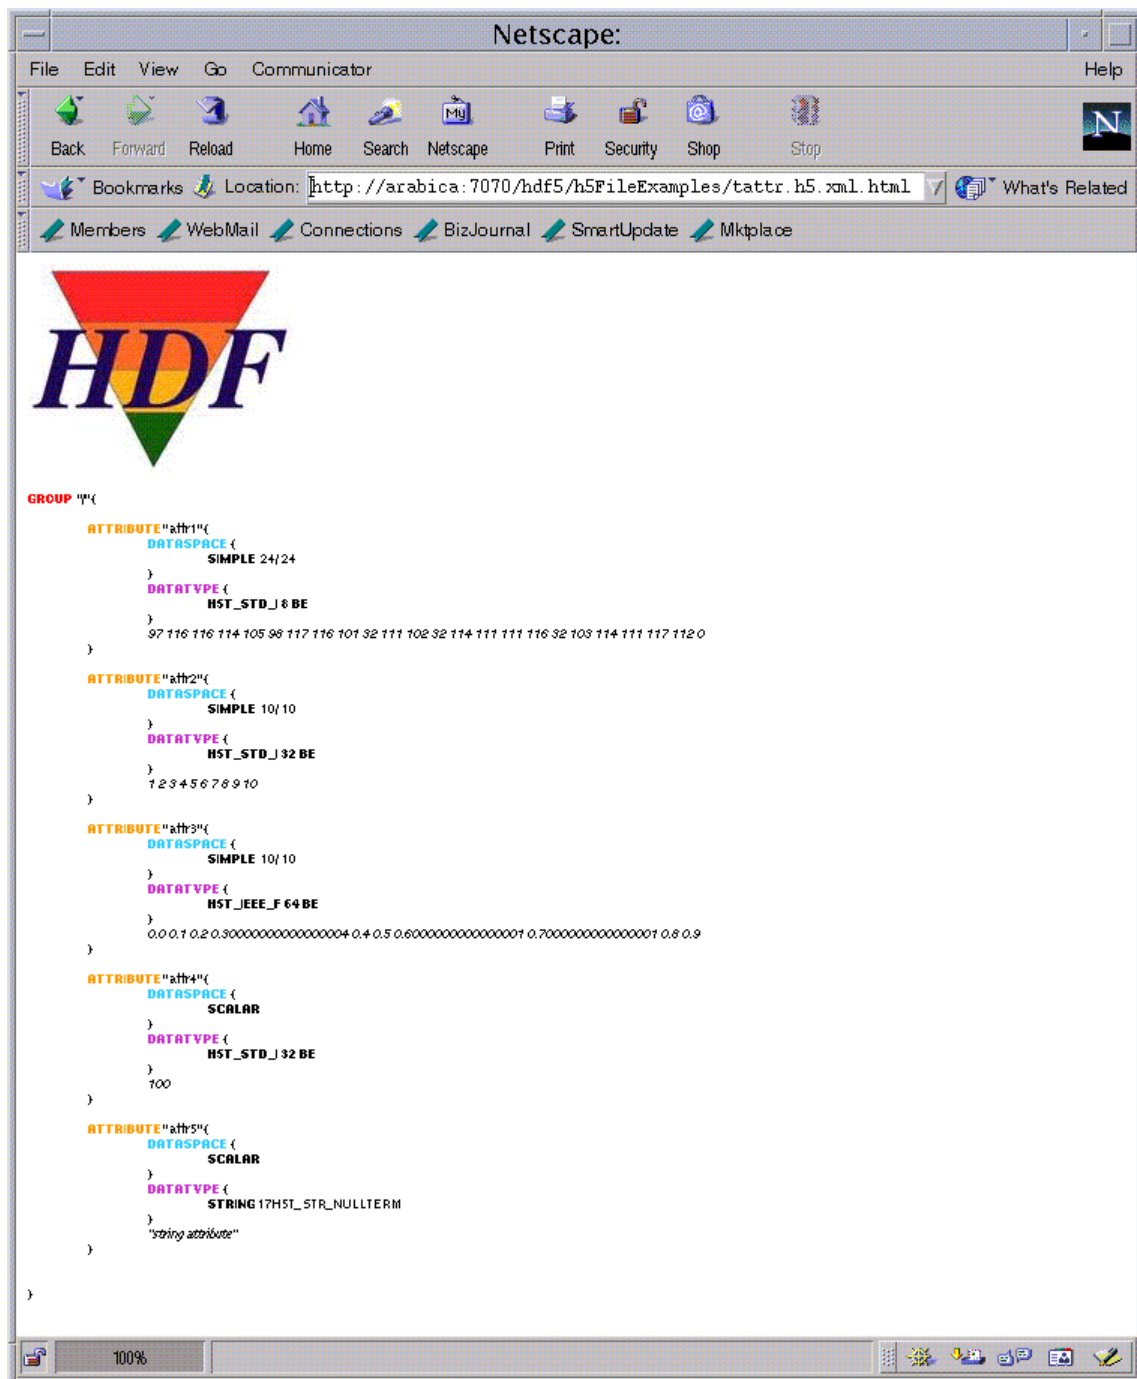 Netscape:
File Edit View Go Communicator Help
My
N
Back Forward Reload Home Search Netscape Print Security Shop Stop
Bookmarks Location: http://arabica:7070/hdf5/h5FileExamples/tattr.h5.xml.html What's Related
Members WebMail Connections BizJournal SmartUpdate Mktplace
HDF
GROUP "/"{
ATTRIBUTE"attr1"{
DATASPACE {
SIMPLE 24/24
}
DATATYPE {
H5T_STD_I 8 BE
}
97 116 116 114 105 98 117 116 101 32 111 102 32 114 111 111 116 32 103 114 111 117 112 0
}
ATTRIBUTE"attr2"{
DATASPACE {
SIMPLE 10/10
}
DATATYPE {
H5T_STD_I 32 BE
}
1 2 3 4 5 6 7 8 9 10
}
ATTRIBUTE"attr3"{
DATASPACE {
SIMPLE 10/10
}
DATATYPE {
H5T_IEEE_F 64 BE
}
0.0 0.1 0.2 0.30000000000000004 0.4 0.5 0.6000000000000001 0.7000000000000001 0.8 0.9
}
ATTRIBUTE"attr4"{
DATASPACE {
SCALAR
}
DATATYPE {
H5T_STD_I 32 BE
}
100
}
ATTRIBUTE"attr5"{
DATASPACE {
SCALAR
}
DATATYPE {
STRING 17H5T_STR_NULLTERM
}
"string attribute"
}
}
100%